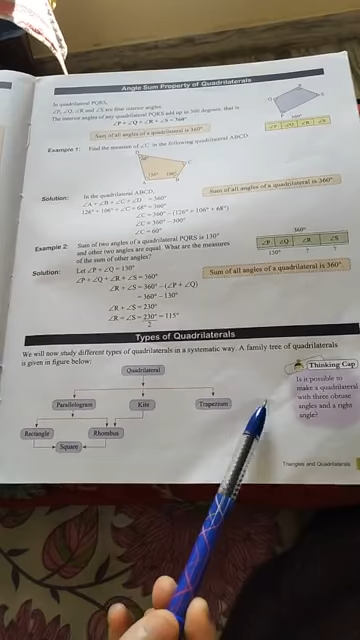 Angle Sum Property of Quadrilaterals
In quadrilateral PQRS,
∠P, ∠Q, ∠R and ∠S are four interior angles.
The interior angles of any quadrilateral PQRS add up to 360 degrees, that is
∠P + ∠Q + ∠R + ∠S = 360°
Sum of all angles of a quadrilateral is 360°
360°
∠P ∠Q ∠R ∠S
Example 1: Find the measure of ∠C in the following quadrilateral ABCD.
C
A
B
Solution: In the quadrilateral ABCD,
Sum of all angles of a quadrilateral is 360°
∠A + ∠B + ∠C + ∠D = 360°
126° + 106° + ∠C + 68° = 360°
∠C = 360° − (126° + 106° + 68°)
∠C = 360° − 300°
∠C = 60°
Example 2: Sum of two angles of a quadrilateral PQRS is 130°
and other two angles are equal. What are the measures
of the sum of other angles?
360°
∠P ∠Q ∠R ∠S
130° ? ?
Solution: Let ∠P + ∠Q = 130°
Sum of all angles of a quadrilateral is 360°
∠P + ∠Q + ∠R + ∠S = 360°
∠R + ∠S = 360° − (∠P + ∠Q)
= 360° − 130°
∠R + ∠S = 230°
∠R = ∠S = 230°/2 = 115°
Types of Quadrilaterals
We will now study different types of quadrilaterals in a systematic way. A family tree of quadrilaterals
is given in figure below:
Quadrilateral
Parallelogram Kite Trapezium
Rectangle Rhombus
Square
Thinking Cap
Is it possible to
make a quadrilateral
with three obtuse
angles and a right
angle?
Triangles and Quadrilaterals